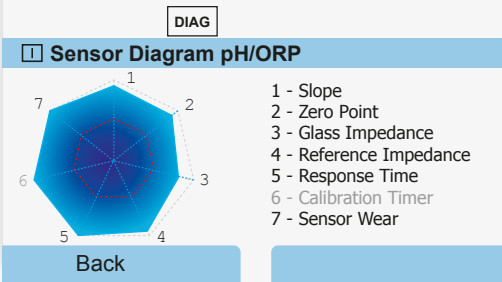 DIAG
Sensor Diagram pH/ORP
1
2
3
4
5
6
7
1 - Slope
2 - Zero Point
3 - Glass Impedance
4 - Reference Impedance
5 - Response Time
6 - Calibration Timer
7 - Sensor Wear
Back